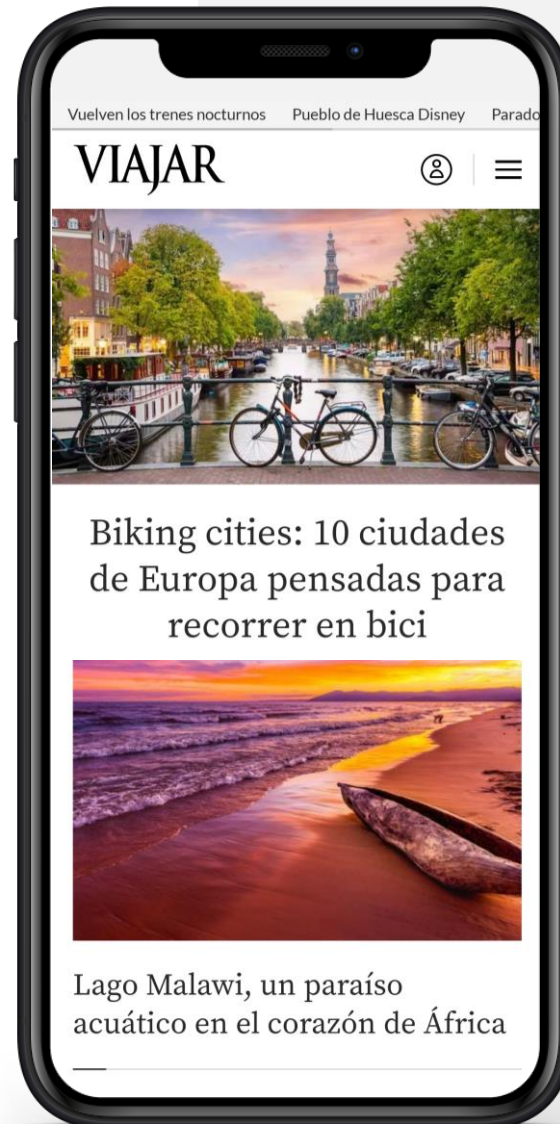 Vuelven los trenes nocturnos Pueblo de Huesca Disney
VIAJAR
Biking cities: 10 ciudades
de Europa pensadas para
recorrer en bici
Lago Malawi, un paraíso
acuático en el corazón de África